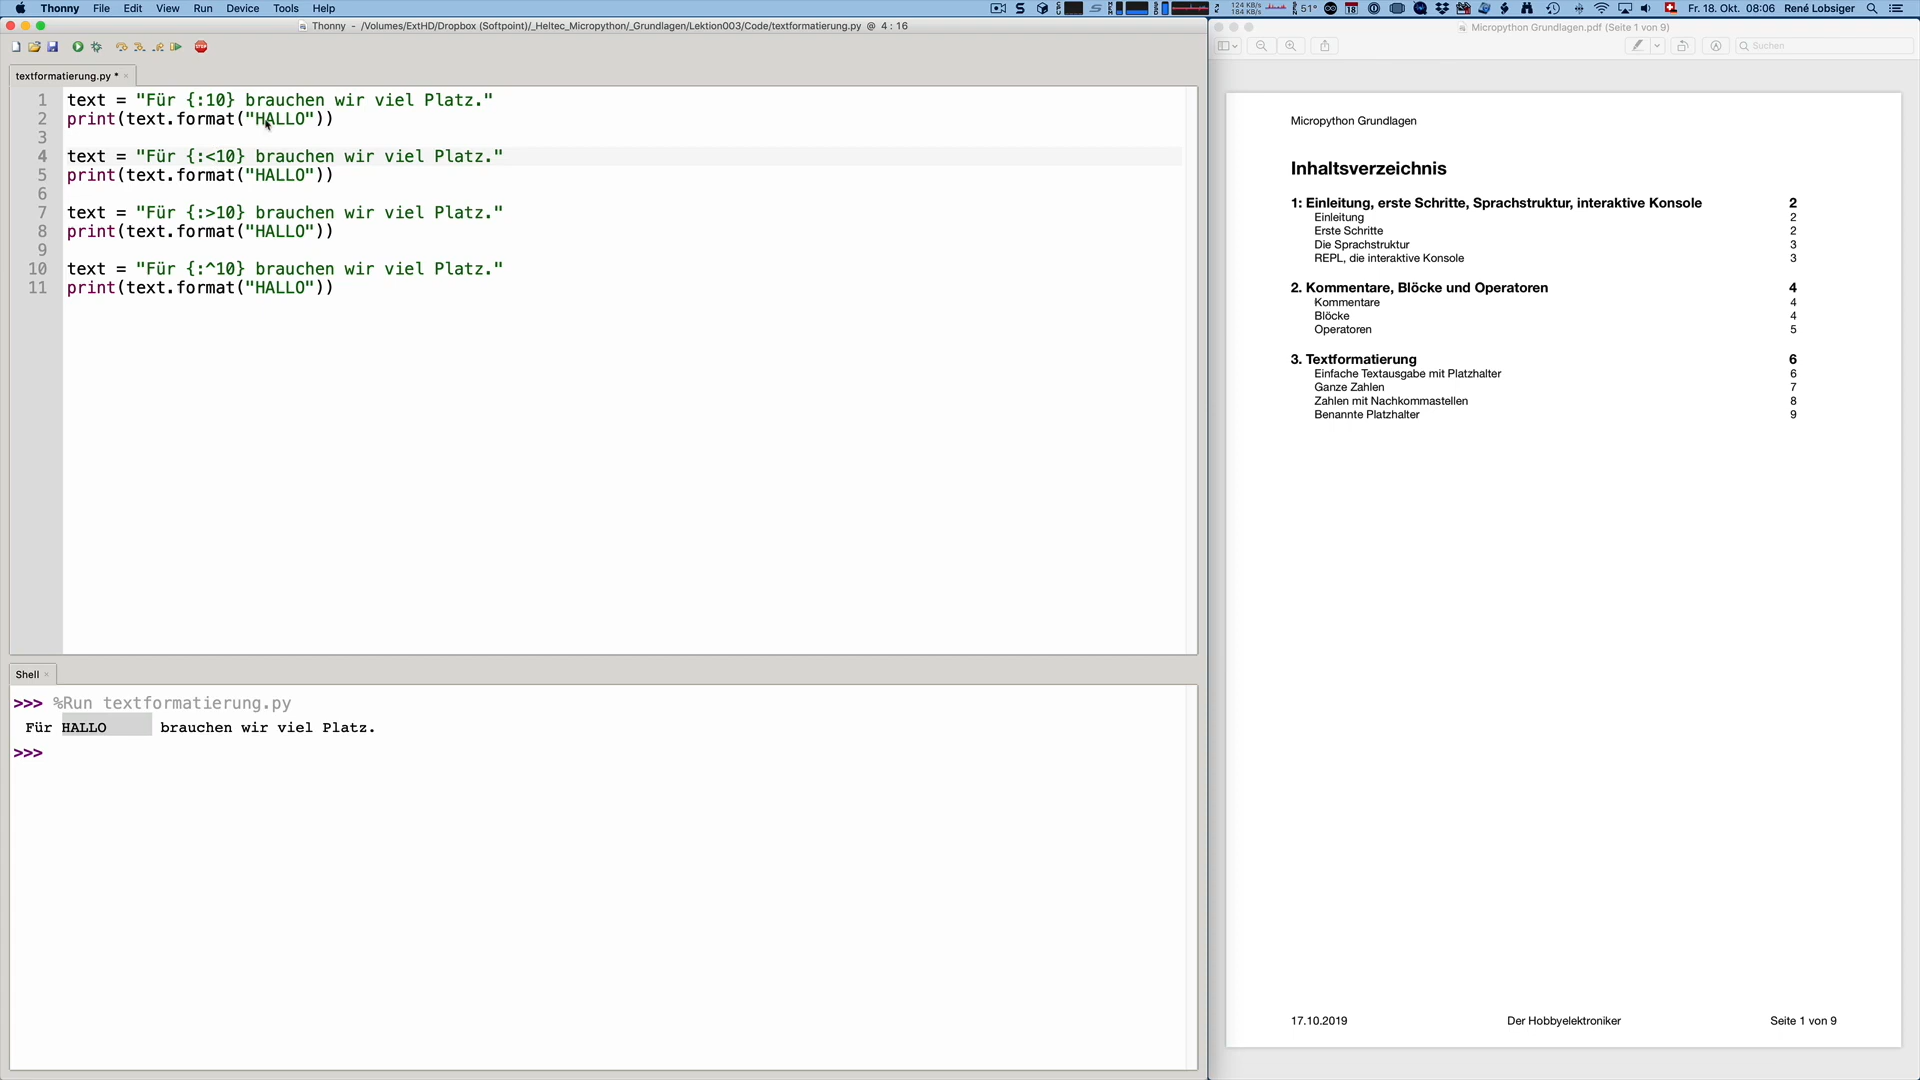 Thonny File Edit View Run Device Tools Help
124 KB/s
184 KB/s
51° 18 Fr. 18. Okt. 08:06 René Lobsiger
Thonny - /Volumes/ExtHD/Dropbox (Softpoint)/_Heltec_Micropython/_Grundlagen/Lektion003/Code/textformatierung.py @ 4 : 16
STOP
textformatierung.py *
1 text = "Für {:10} brauchen wir viel Platz."
2 print(text.format("HALLO"))
3
4 text = "Für {:<10} brauchen wir viel Platz."
5 print(text.format("HALLO"))
6
7 text = "Für {:>10} brauchen wir viel Platz."
8 print(text.format("HALLO"))
9
10 text = "Für {:^10} brauchen wir viel Platz."
11 print(text.format("HALLO"))
Shell
>>> %Run textformatierung.py
Für HALLO      brauchen wir viel Platz.
>>>
Micropython Grundlagen.pdf (Seite 1 von 9)
Suchen
Micropython Grundlagen
Inhaltsverzeichnis
1: Einleitung, erste Schritte, Sprachstruktur, interaktive Konsole 2
Einleitung 2
Erste Schritte 2
Die Sprachstruktur 3
REPL, die interaktive Konsole 3
2. Kommentare, Blöcke und Operatoren 4
Kommentare 4
Blöcke 4
Operatoren 5
3. Textformatierung 6
Einfache Textausgabe mit Platzhalter 6
Ganze Zahlen 7
Zahlen mit Nachkommastellen 8
Benannte Platzhalter 9
17.10.2019 Der Hobbyelektroniker Seite 1 von 9